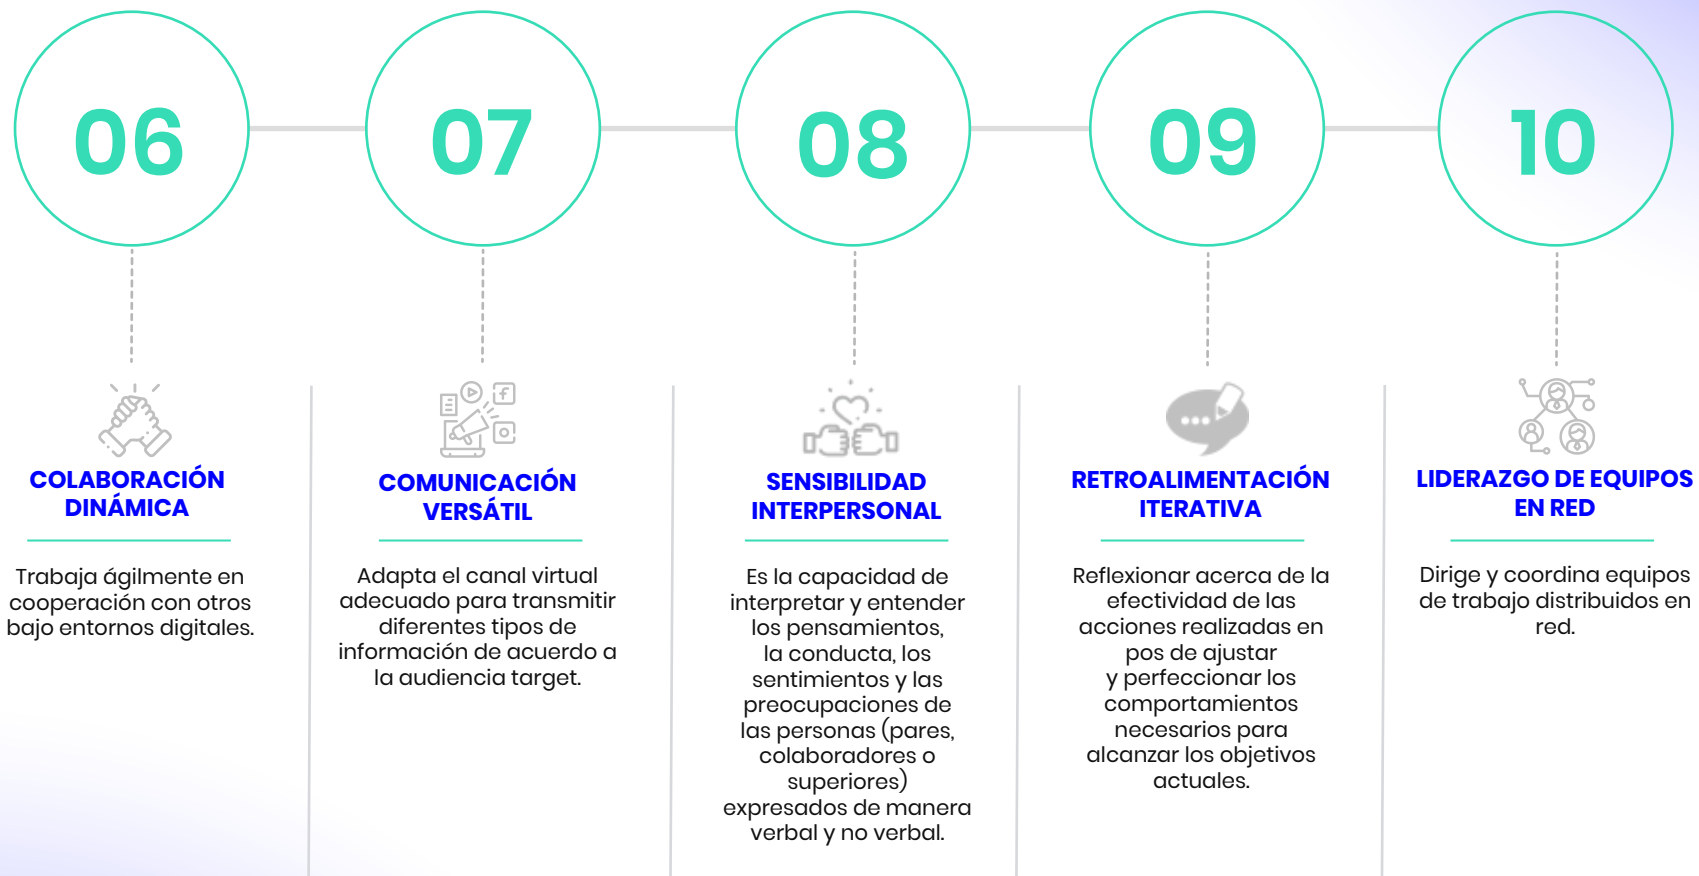 06
07
08
09
10
COLABORACIÓN
DINÁMICA
Trabaja ágilmente en
cooperación con otros
bajo entornos digitales.
COMUNICACIÓN
VERSÁTIL
Adapta el canal virtual
adecuado para transmitir
diferentes tipos de
información de acuerdo a
la audiencia target.
SENSIBILIDAD
INTERPERSONAL
Es la capacidad de
interpretar y entender
los pensamientos,
la conducta, los
sentimientos y las
preocupaciones de
las personas (pares,
colaboradores o
superiores)
expresados de manera
verbal y no verbal.
RETROALIMENTACIÓN
ITERATIVA
Reflexionar acerca de la
efectividad de las
acciones realizadas en
pos de ajustar
y perfeccionar los
comportamientos
necesarios para
alcanzar los objetivos
actuales.
LIDERAZGO DE EQUIPOS
EN RED
Dirige y coordina equipos
de trabajo distribuidos en
red.